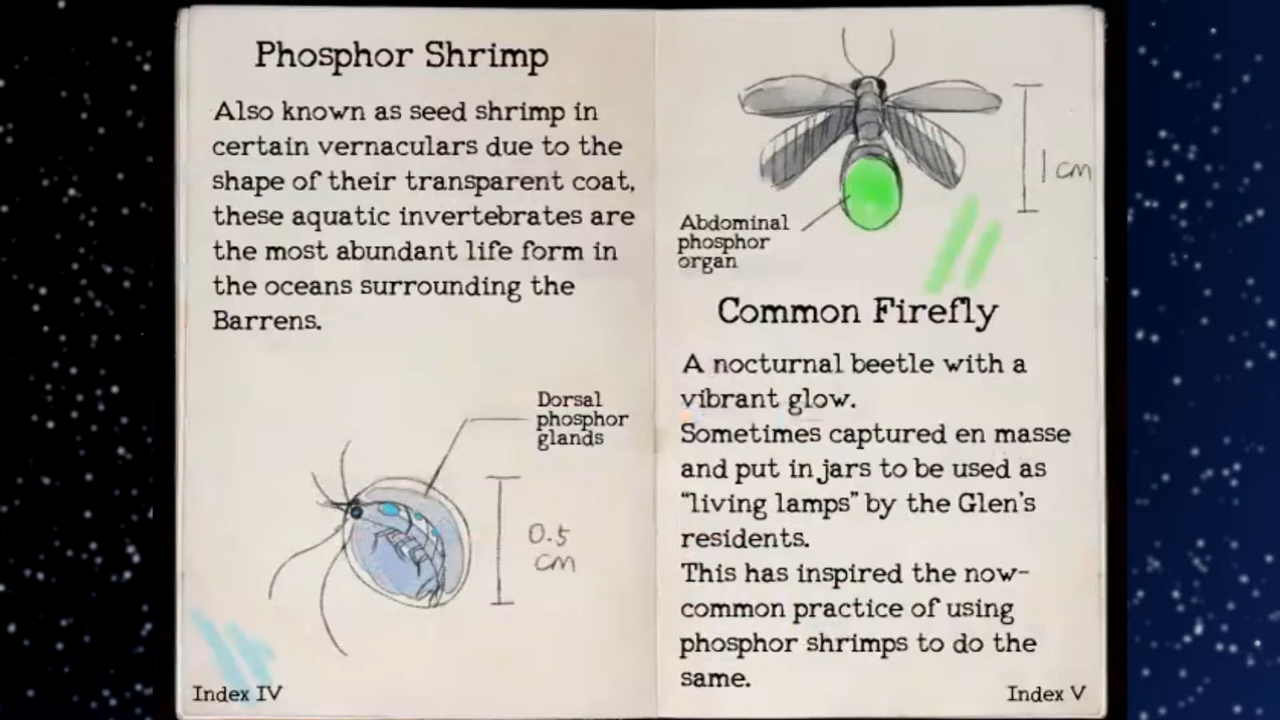 Phosphor Shrimp
Also known as seed shrimp in
certain vernaculars due to the
shape of their transparent coat,
these aquatic invertebrates are
the most abundant life form in
the oceans surrounding the
Barrens.
Dorsal
phosphor
glands
0.5
cm
Index IV
1 cm
Abdominal
phosphor
organ
Common Firefly
A nocturnal beetle with a
vibrant glow.
Sometimes captured en masse
and put in jars to be used as
“living lamps” by the Glen's
residents.
This has inspired the now-
common practice of using
phosphor shrimps to do the
same.
Index V